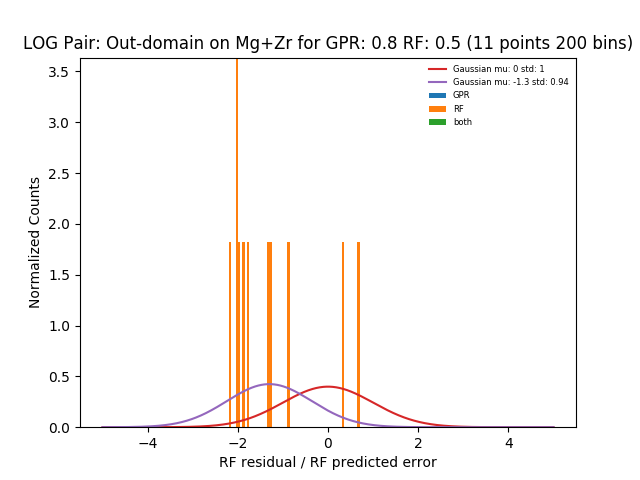 LOG Pair: Out-domain on Mg+Zr for GPR: 0.8 RF: 0.5 (11 points 200 bins)
Gaussian mu: 0 std: 1
Gaussian mu: -1.3 std: 0.94
GPR
RF
both
Normalized Counts
3.5
3.0
2.5
2.0
1.5
1.0
0.5
0.0
−4 −2 0 2 4
RF residual / RF predicted error